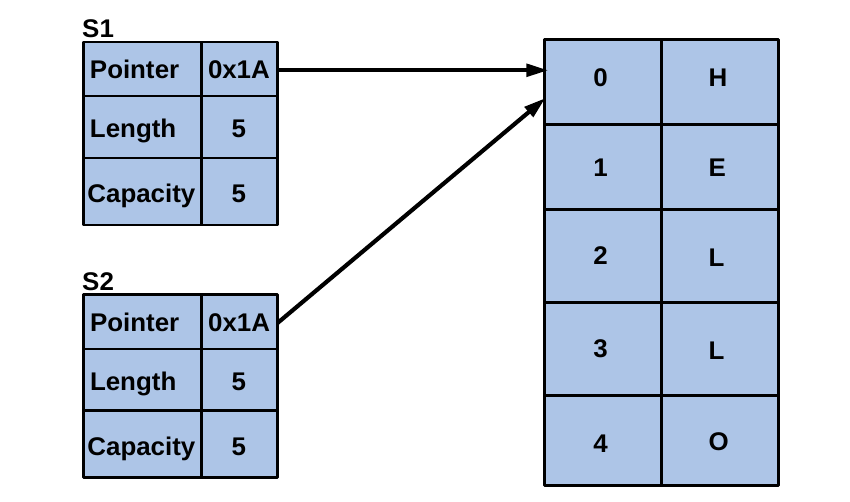 S1
Pointer 0x1A
Length 5
Capacity 5
S2
Pointer 0x1A
Length 5
Capacity 5
0 H
1 E
2 L
3 L
4 O